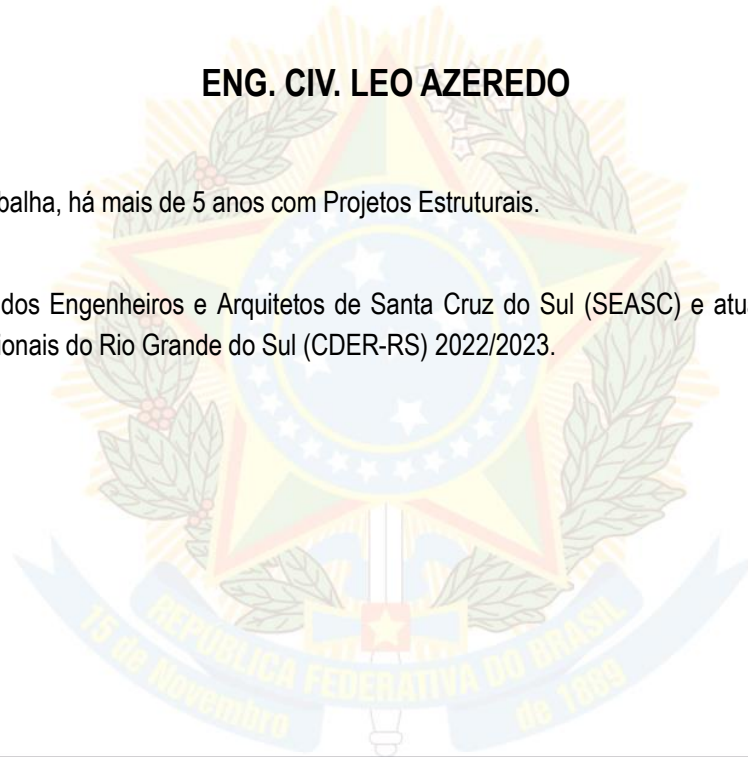 ENG. CIV. LEO AZEREDO
balha, há mais de 5 anos com Projetos Estruturais.
dos Engenheiros e Arquitetos de Santa Cruz do Sul (SEASC) e atua
ionais do Rio Grande do Sul (CDER-RS) 2022/2023.
REPÚBLICA FEDERATIVA DO BRASIL
15 de Novembro de 1889